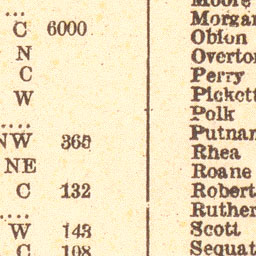 Moore
.... Morgan
C 6000 Obion
N Overton
C Perry
W Pickett
Polk
.... Putnam
NW 365 Rhea
NE Roane
C 132 Robert
.... Ruther
W 143 Scott
C 108 Sequat